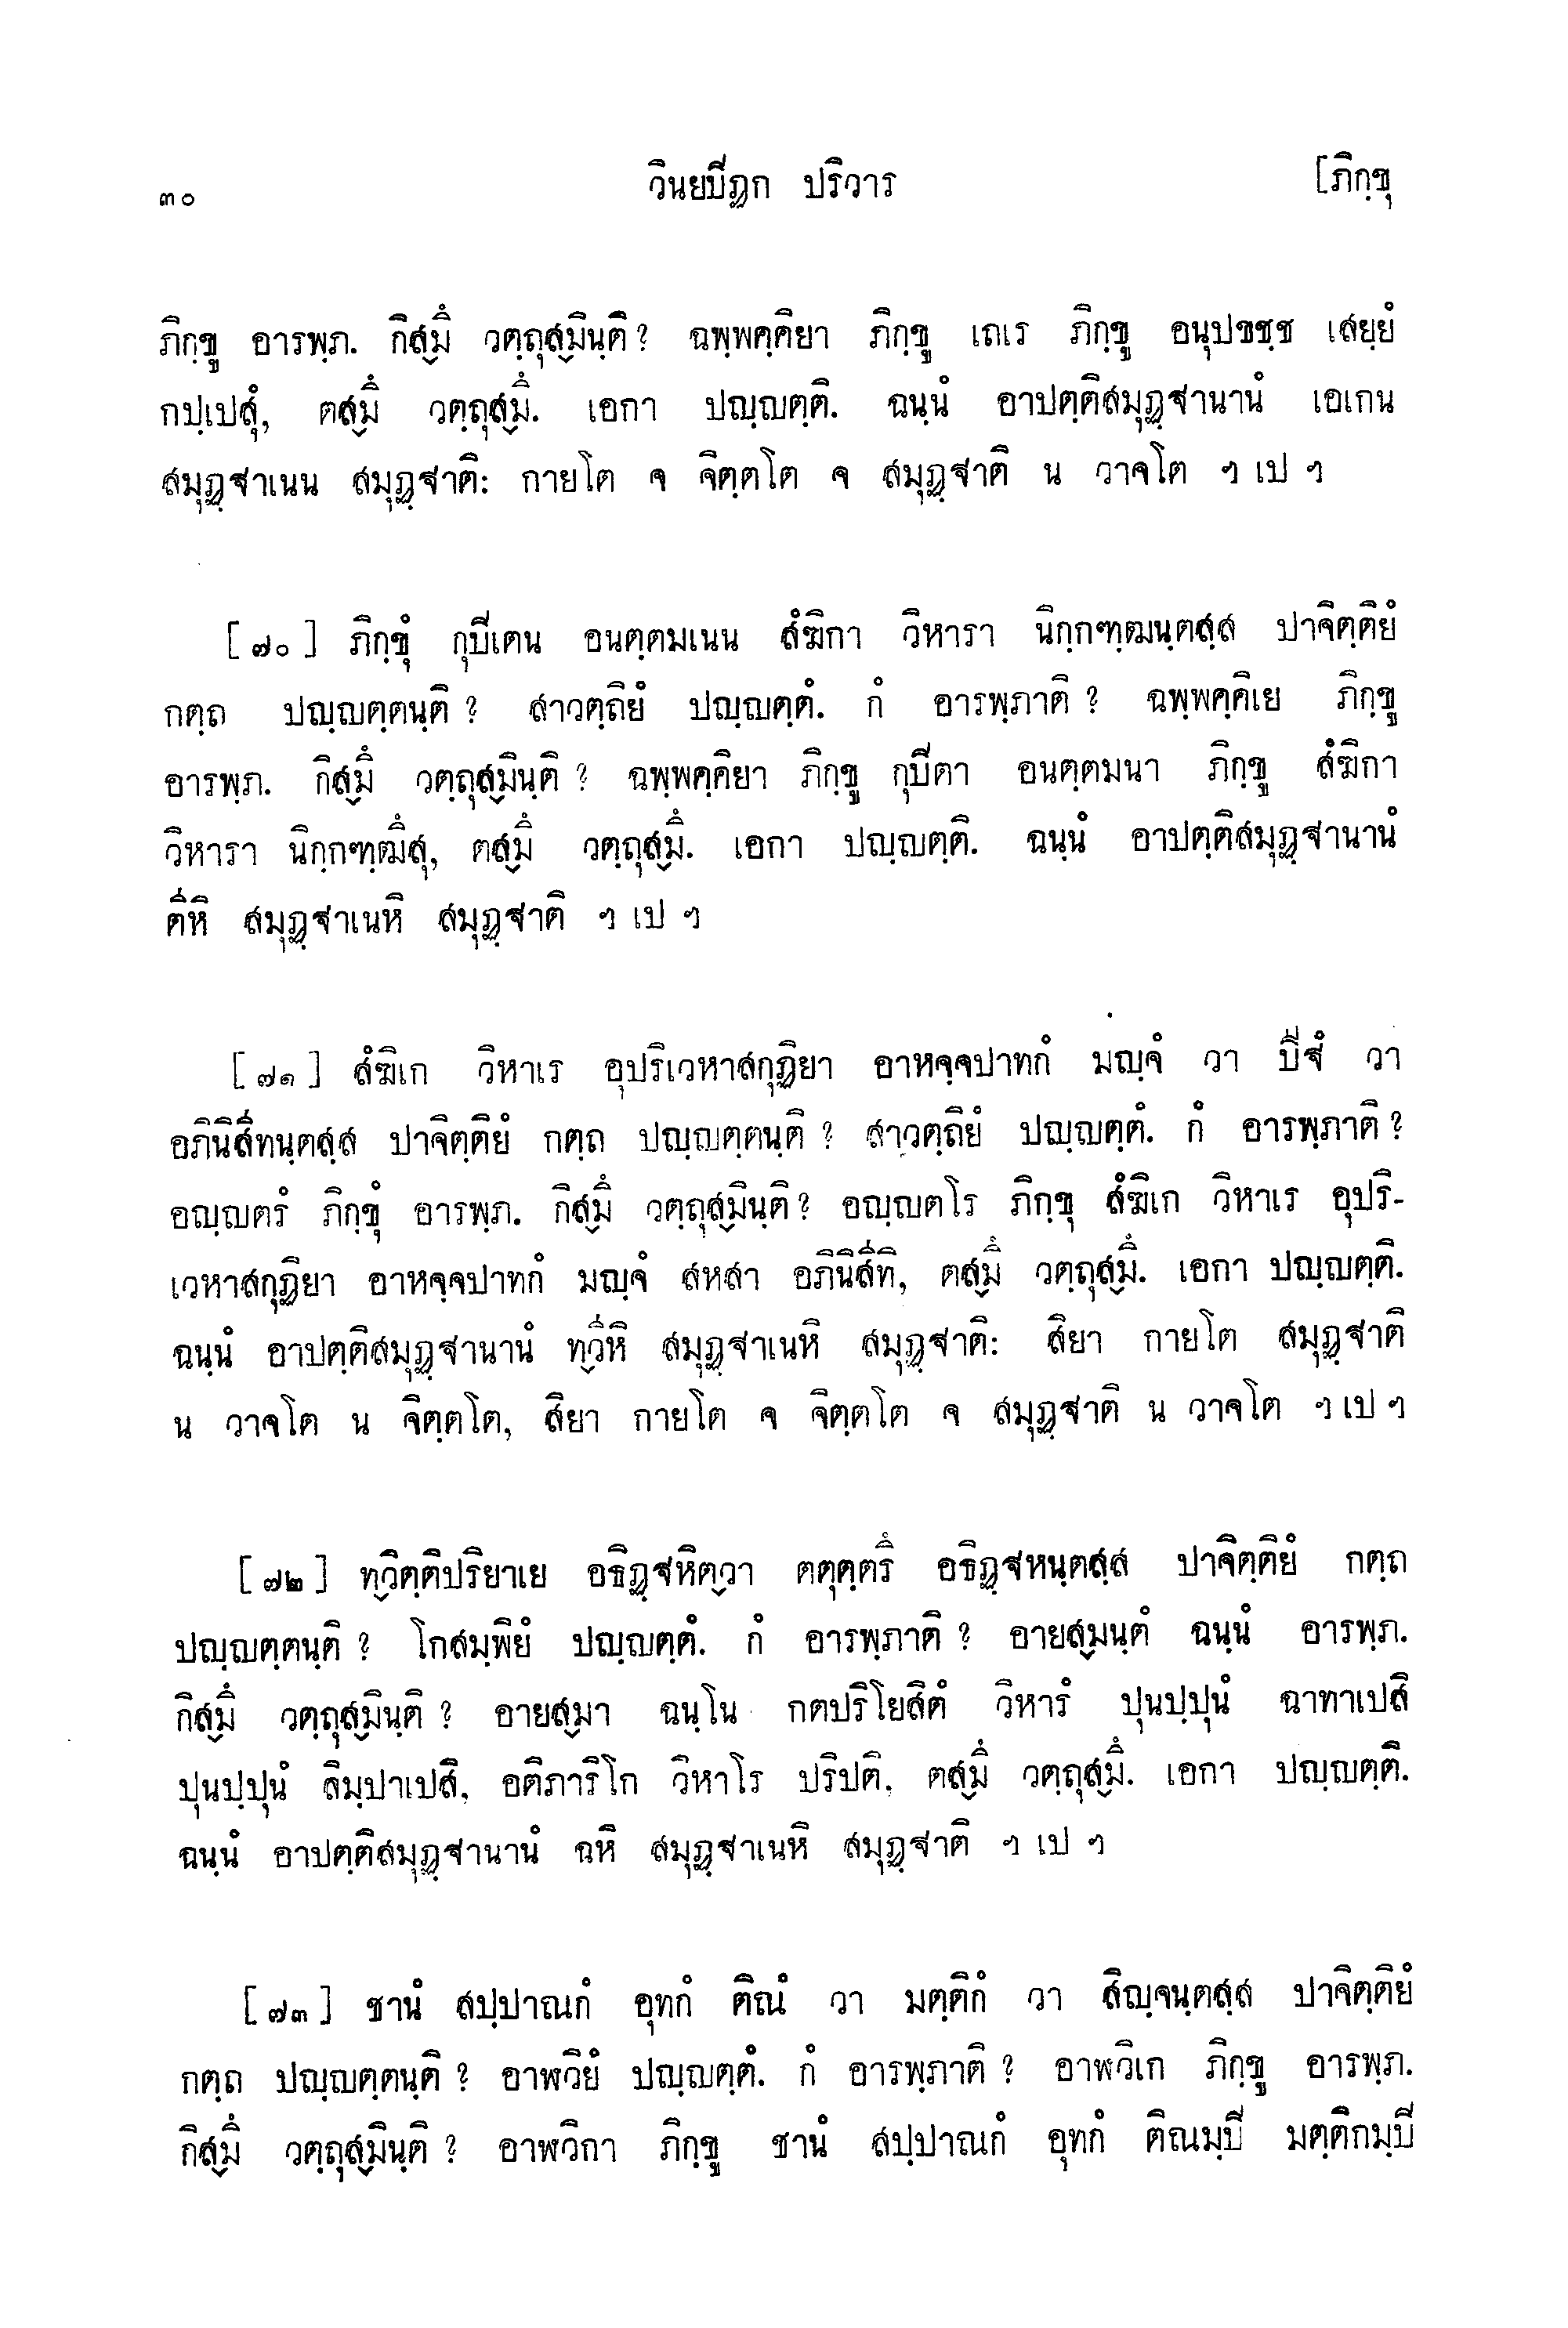 ๓๐ วินยปิฏก ปริวาร [ภิกฺขุ
ภิกฺขู อารพฺภ. กิสฺมิํ วตฺถุสฺมินฺติ ? ฉพฺพคฺคิยา ภิกฺขู เถเร ภิกฺขู อนุปขชฺช เสยฺยํ
กปฺเปสุํ, ตสฺมิํ วตฺถุสฺมิํ. เอกา ปญฺญตฺติ. ฉนฺนํ อาปตฺติสมุฏฺฐานานํ เอเกน
สมุฏฺฐาเนน สมุฏฺฐาติ: กายโต จ จิตฺตโต จ สมุฏฺฐาติ น วาจโต ฯ เป ฯ
[๗๐] ภิกฺขุํ กุปิเตน อนตฺตมเนน สํฆิกา วิหารา นิกฺกฑฺฒนฺตสฺส ปาจิตฺติยํ
กตฺถ ปญฺญตฺตนฺติ ? สาวตฺถิยํ ปญฺญตฺตํ. กํ อารพฺภาติ ? ฉพฺพคฺคิเย ภิกฺขู
อารพฺภ. กิสฺมิํ วตฺถุสฺมินฺติ ? ฉพฺพคฺคิยา ภิกฺขู กุปิตา อนตฺตมนา ภิกฺขู สํฆิกา
วิหารา นิกฺกฑฺฒิํสุ, ตสฺมิํ วตฺถุสฺมิํ. เอกา ปญฺญตฺติ. ฉนฺนํ อาปตฺติสมุฏฺฐานานํ
ตีหิ สมุฏฺฐาเนหิ สมุฏฺฐาติ ฯ เป ฯ
[๗๑] สํฆิเก วิหาเร อุปริเวหาสกุฏิยา อาหจฺจปาทกํ มญฺจํ วา ปีฐํ วา
อภินิสีทนฺตสฺส ปาจิตฺติยํ กตฺถ ปญฺญตฺตนฺติ ? สาวตฺถิยํ ปญฺญตฺตํ. กํ อารพฺภาติ ?
อญฺญตรํ ภิกฺขุํ อารพฺภ. กิสฺมิํ วตฺถุสฺมินฺติ ? อญฺญตโร ภิกฺขุ สํฆิเก วิหาเร อุปริ-
เวหาสกุฏิยา อาหจฺจปาทกํ มญฺจํ สหสา อภินิสีทิ, ตสฺมิํ วตฺถุสฺมิํ. เอกา ปญฺญตฺติ.
ฉนฺนํ อาปตฺติสมุฏฺฐานานํ ทฺวีหิ สมุฏฺฐาเนหิ สมุฏฺฐาติ: สิยา กายโต สมุฏฺฐาติ
น วาจโต น จิตฺตโต, สิยา กายโต จ จิตฺตโต จ สมุฏฺฐาติ น วาจโต ฯ เป ฯ
[๗๒] ทฺวิตฺติปริยาเย อธิฏฺฐหิตฺวา ตตุตฺตริํ อธิฏฺฐหนฺตสฺส ปาจิตฺติยํ กตฺถ
ปญฺญตฺตนฺติ ? โกสมฺพิยํ ปญฺญตฺตํ. กํ อารพฺภาติ ? อายสฺมนฺตํ ฉนฺนํ อารพฺภ.
กิสฺมิํ วตฺถุสฺมินฺติ ? อายสฺมา ฉนฺโน กตปริโยสิตํ วิหารํ ปุนปฺปุนํ ฉาทาเปสิ
ปุนปฺปุนํ ลิมฺปาเปสิ, อติภาริโก วิหาโร ปริปติ, ตสฺมิํ วตฺถุสฺมิํ. เอกา ปญฺญตฺติ.
ฉนฺนํ อาปตฺติสมุฏฺฐานานํ ฉหิ สมุฏฺฐาเนหิ สมุฏฺฐาติ ฯ เป ฯ
[๗๓] ชานํ สปฺปาณกํ อุทกํ ติณํ วา มตฺติกํ วา สิญฺจนฺตสฺส ปาจิตฺติยํ
กตฺถ ปญฺญตฺตนฺติ ? อาฬวิยํ ปญฺญตฺตํ. กํ อารพฺภาติ ? อาฬวิเก ภิกฺขู อารพฺภ.
กิสฺมิํ วตฺถุสฺมินฺติ ? อาฬวิกา ภิกฺขู ชานํ สปฺปาณกํ อุทกํ ติณมฺปิ มตฺติกมฺปิ